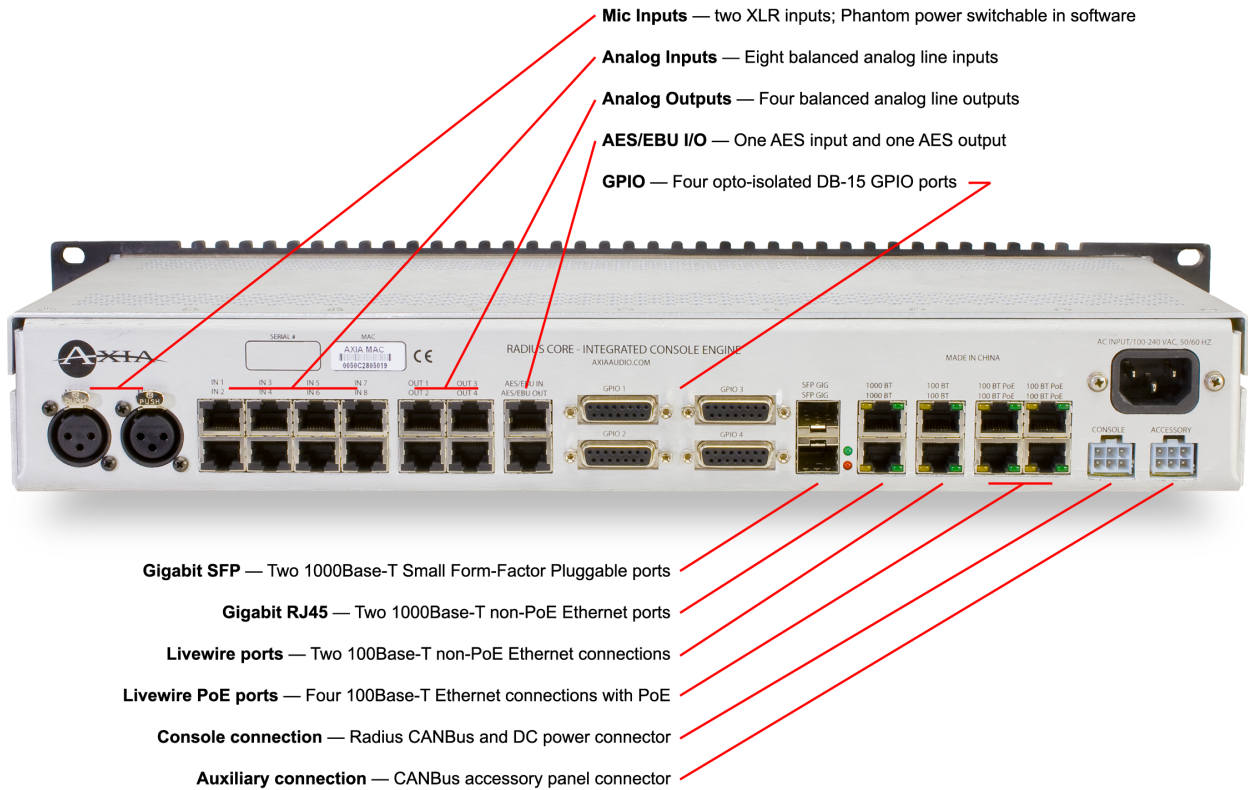 Mic Inputs — two XLR inputs; Phantom power switchable in software
Analog Inputs — Eight balanced analog line inputs
Analog Outputs — Four balanced analog line outputs
AES/EBU I/O — One AES input and one AES output
GPIO — Four opto-isolated DB-15 GPIO ports
AXIA
SERIAL #
MAC
AXIA MAC
0050C2805019
CE
RADIUS CORE - INTEGRATED CONSOLE ENGINE
AXIAAUDIO.COM
MADE IN CHINA
AC INPUT/100-240 VAC, 50/60 HZ
PUSH
PUSH
IN 1 IN 3 IN 5 IN 7
IN 2 IN 4 IN 6 IN 8
OUT 1 OUT 3
OUT 2 OUT 4
AES/EBU IN
AES/EBU OUT
GPIO 1 GPIO 3
GPIO 2 GPIO 4
SFP GIG
SFP GIG
1000 BT
1000 BT
100 BT
100 BT
100 BT PoE 100 BT PoE
100 BT PoE 100 BT PoE
CONSOLE
ACCESSORY
Gigabit SFP — Two 1000Base-T Small Form-Factor Pluggable ports
Gigabit RJ45 — Two 1000Base-T non-PoE Ethernet ports
Livewire ports — Two 100Base-T non-PoE Ethernet connections
Livewire PoE ports — Four 100Base-T Ethernet connections with PoE
Console connection — Radius CANBus and DC power connector
Auxiliary connection — CANBus accessory panel connector